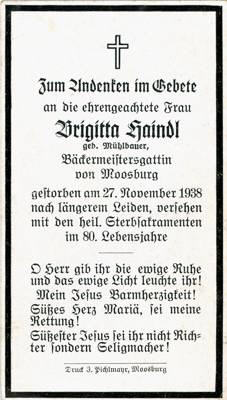 Zum Andenken im Gebete
an die ehrengeachtete Frau
Brigitta Haindl
geb. Mühlbauer,
Bäckermeistersgattin
von Moosburg
gestorben am 27. November 1938
nach längerem Leiden, versehen
mit den heil. Sterbsakramenten
im 80. Lebensjahre
O Herr gib ihr die ewige Ruhe
und das ewige Licht leuchte ihr!
Mein Jesus Barmherzigkeit!
Süßes Herz Mariä, sei meine
Rettung!
Süßester Jesus sei ihr nicht Rich-
ter sondern Seligmacher!
Druck J. Pichlmayr, Moosburg